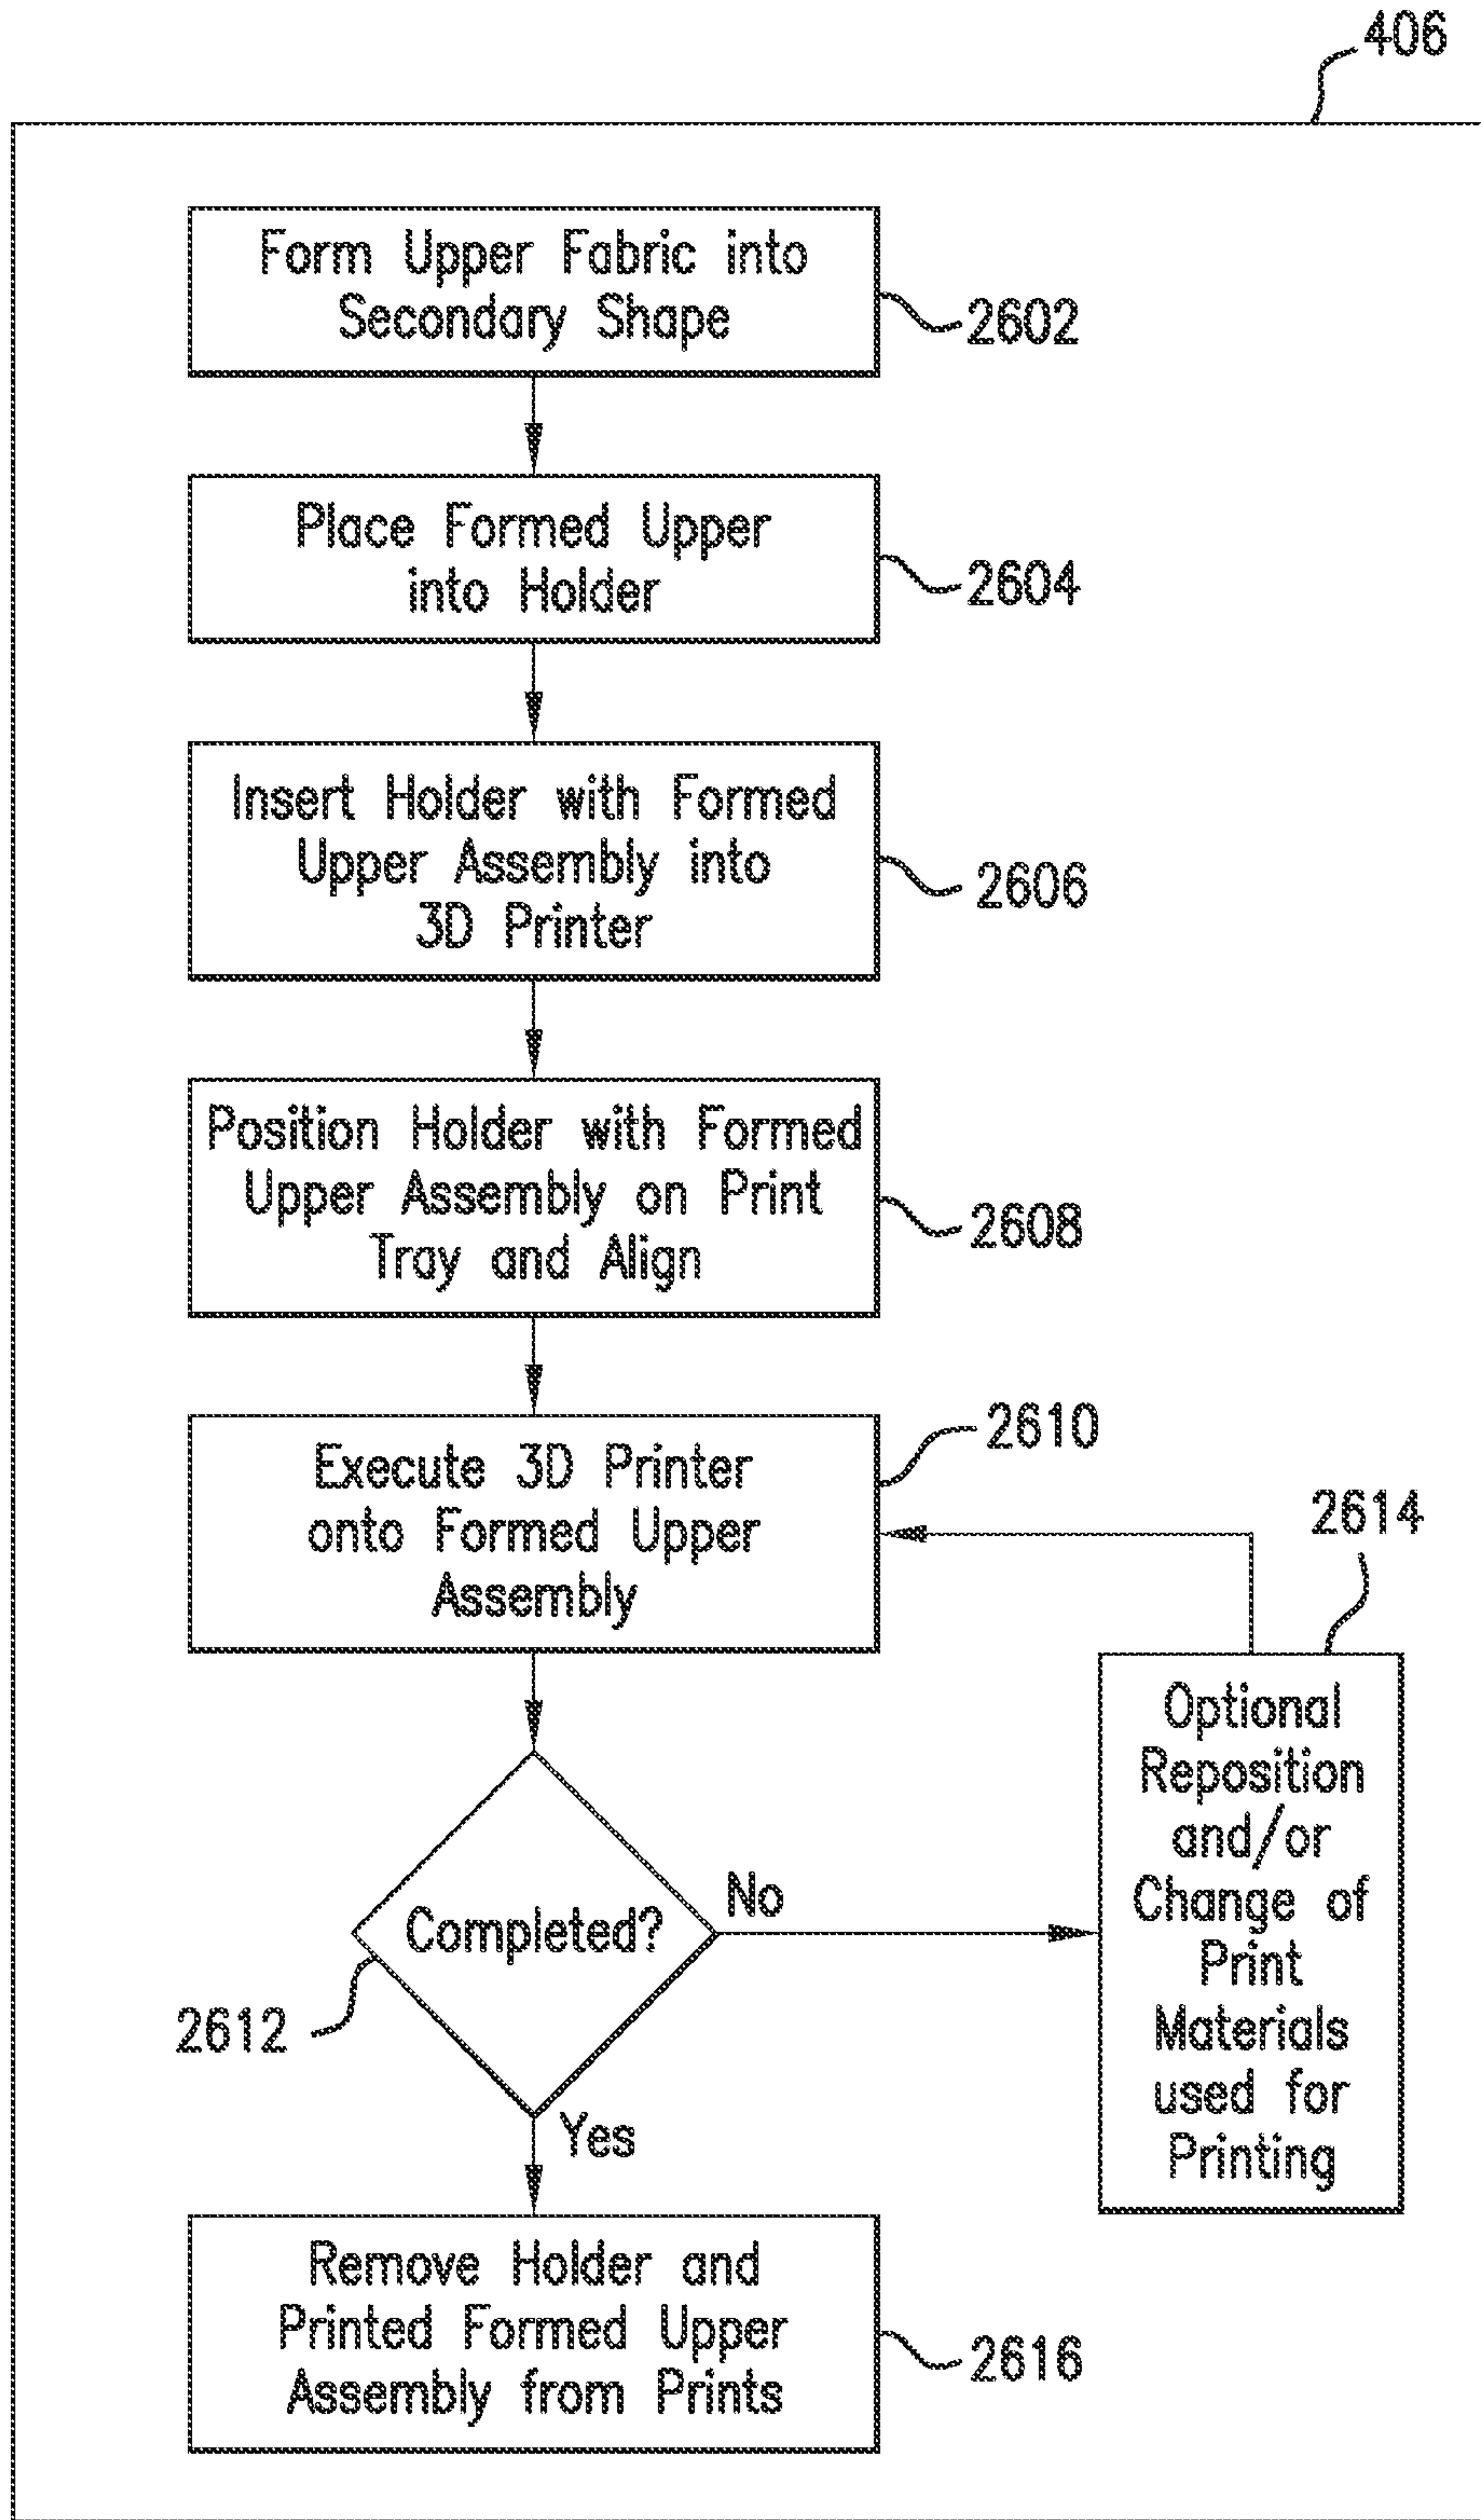 406
Form Upper Fabric into
Secondary Shape
2602
Place Formed Upper
into Holder
2604
Insert Holder with Formed
Upper Assembly into
3D Printer
2606
Position Holder with Formed
Upper Assembly on Print
Tray and Align
2608
Execute 3D Printer
onto Formed Upper
Assembly
2610
2614
Optional
Reposition
and/or
Change of
Print
Materials
used for
Printing
Completed?
No
2612
Yes
Remove Holder and
Printed Formed Upper
Assembly from Prints
2616